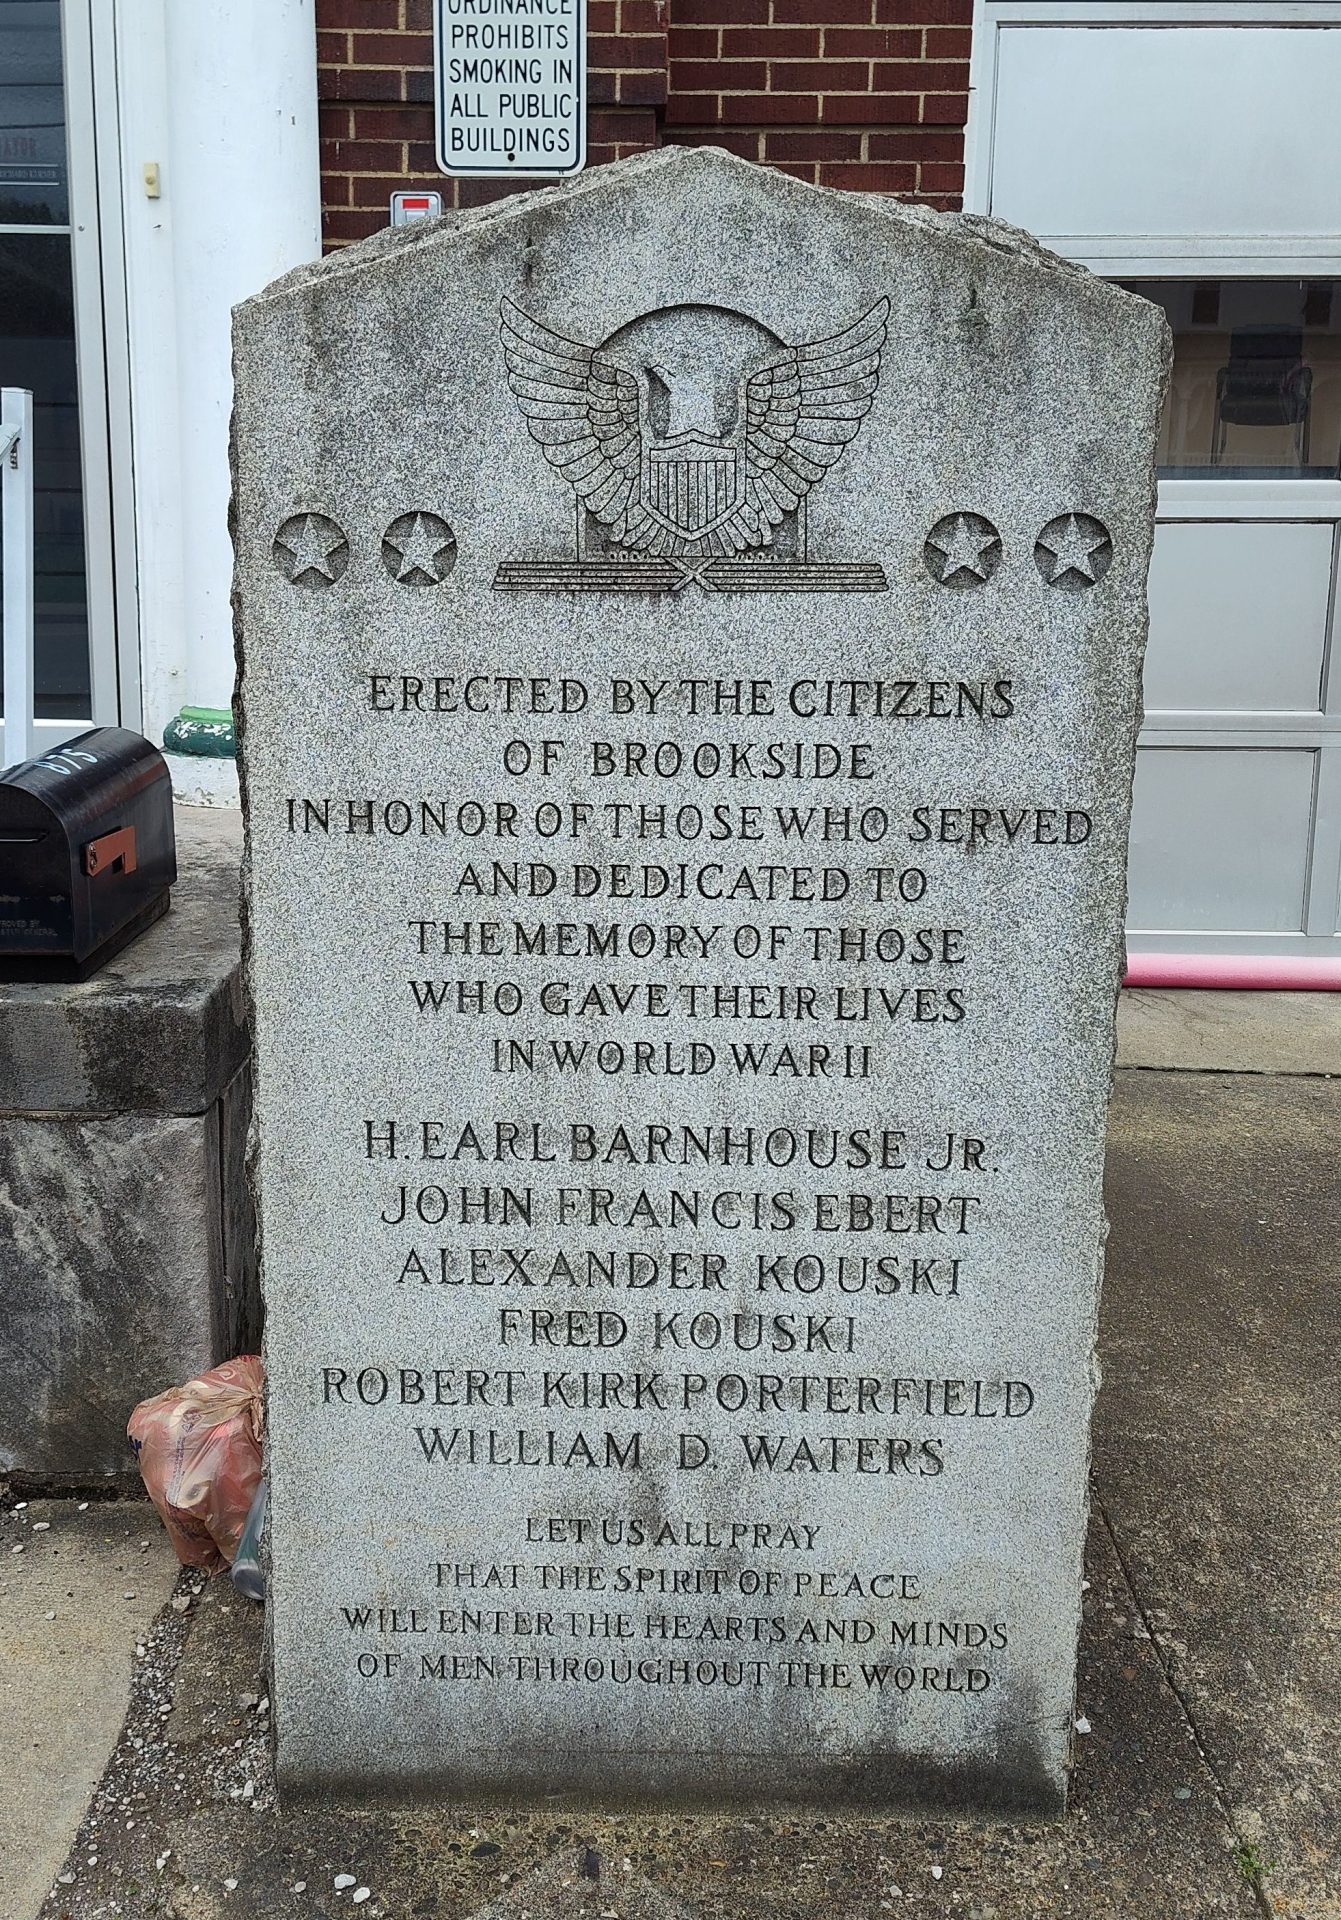 ORDINANCE
PROHIBITS
SMOKING IN
ALL PUBLIC
BUILDINGS
ERECTED BY THE CITIZENS
OF BROOKSIDE
IN HONOR OF THOSE WHO SERVED
AND DEDICATED TO
THE MEMORY OF THOSE
WHO GAVE THEIR LIVES
IN WORLD WAR II
H. EARL BARNHOUSE JR.
JOHN FRANCIS EBERT
ALEXANDER KOUSKI
FRED KOUSKI
ROBERT KIRK PORTERFIELD
WILLIAM D. WATERS
LET US ALL PRAY
THAT THE SPIRIT OF PEACE
WILL ENTER THE HEARTS AND MINDS
OF MEN THROUGHOUT THE WORLD